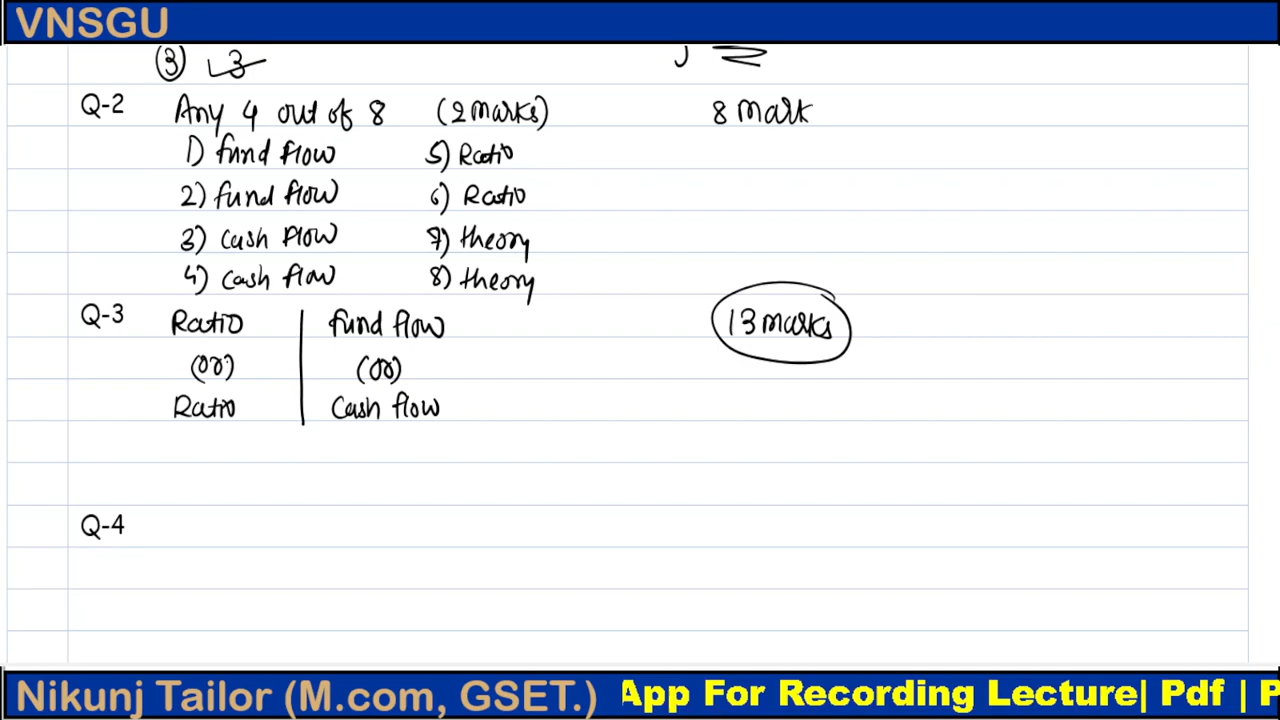 VNSGU
③ 3
Q-2 Any 4 out of 8 (2 marks) 8 mark
1) fund flow 5) Ratio
2) fund flow 6) Ratio
3) cash flow 7) theory
4) cash flow 8) theory
Q-3 Ratio fund flow 13 marks
(or) (or)
Ratio Cash flow
Q-4
Nikunj Tailor (M.com, GSET.) App For Recording Lecture| Pdf |